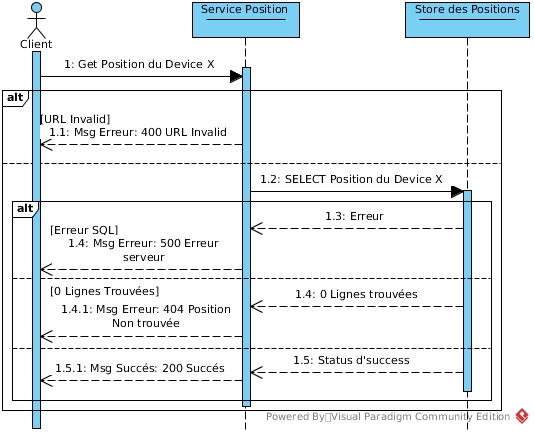 Service Position
Store des Positions
Client
1: Get Position du Device X
alt
[URL Invalid]
1.1: Msg Erreur: 400 URL Invalid
1.2: SELECT Position du Device X
alt
1.3: Erreur
[Erreur SQL]
1.4: Msg Erreur: 500 Erreur
serveur
[0 Lignes Trouvées]
1.4: 0 Lignes trouvées
1.4.1: Msg Erreur: 404 Position
Non trouvée
1.5: Status d'success
1.5.1: Msg Succés: 200 Succés
Powered By Visual Paradigm Community Edition